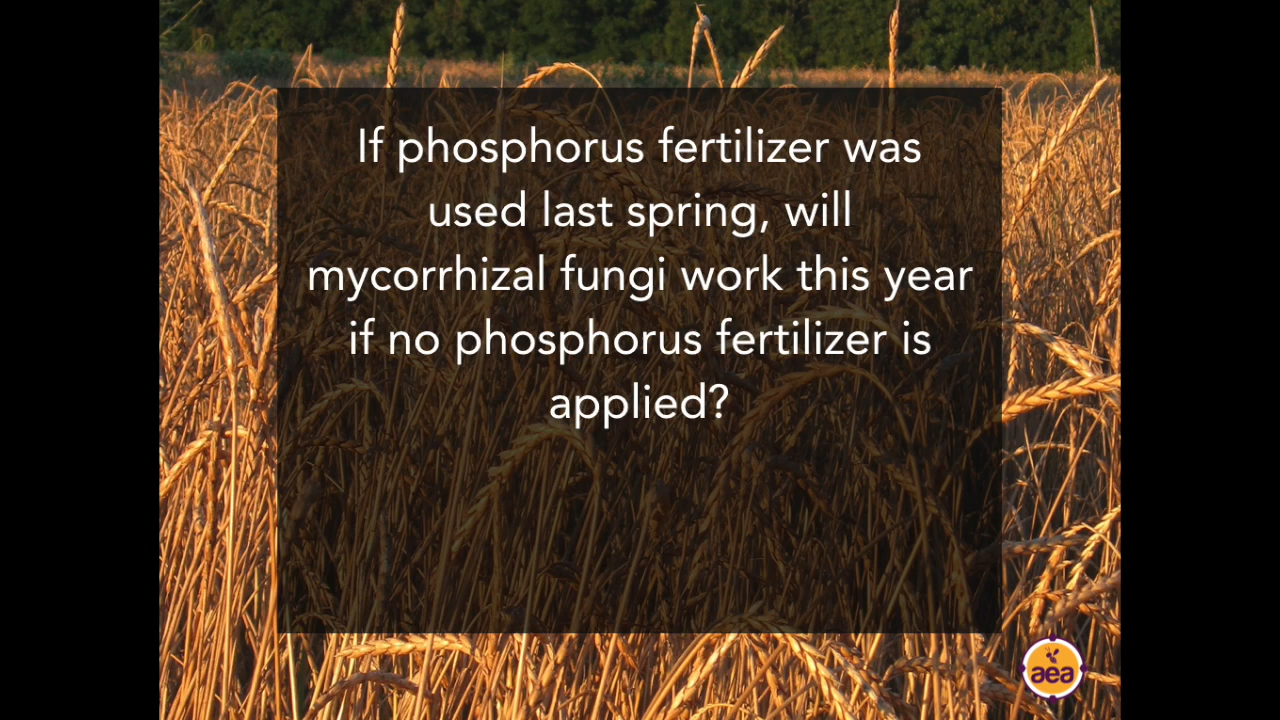 If phosphorus fertilizer was
used last spring, will
mycorrhizal fungi work this year
if no phosphorus fertilizer is
applied?
aea